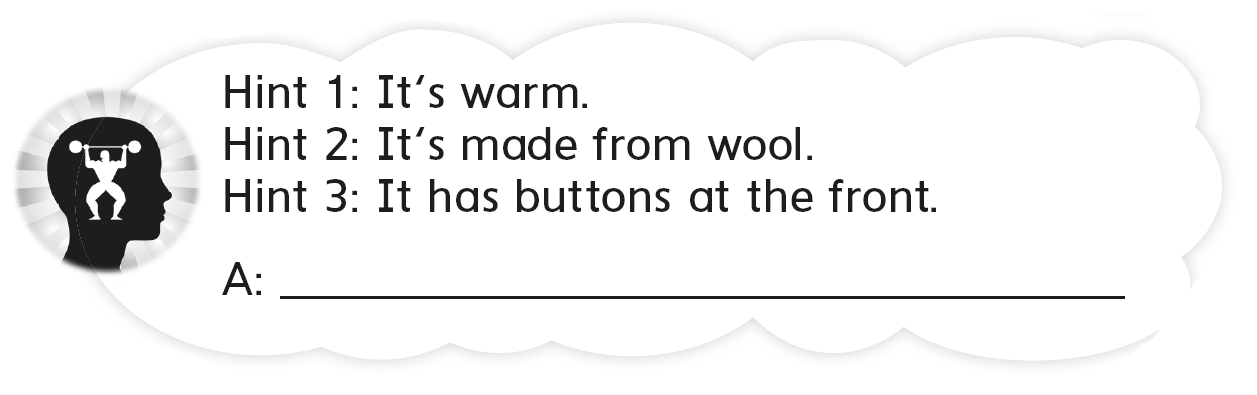 Hint 1: It‘s warm.
Hint 2: It‘s made from wool.
Hint 3: It has buttons at the front.
A: